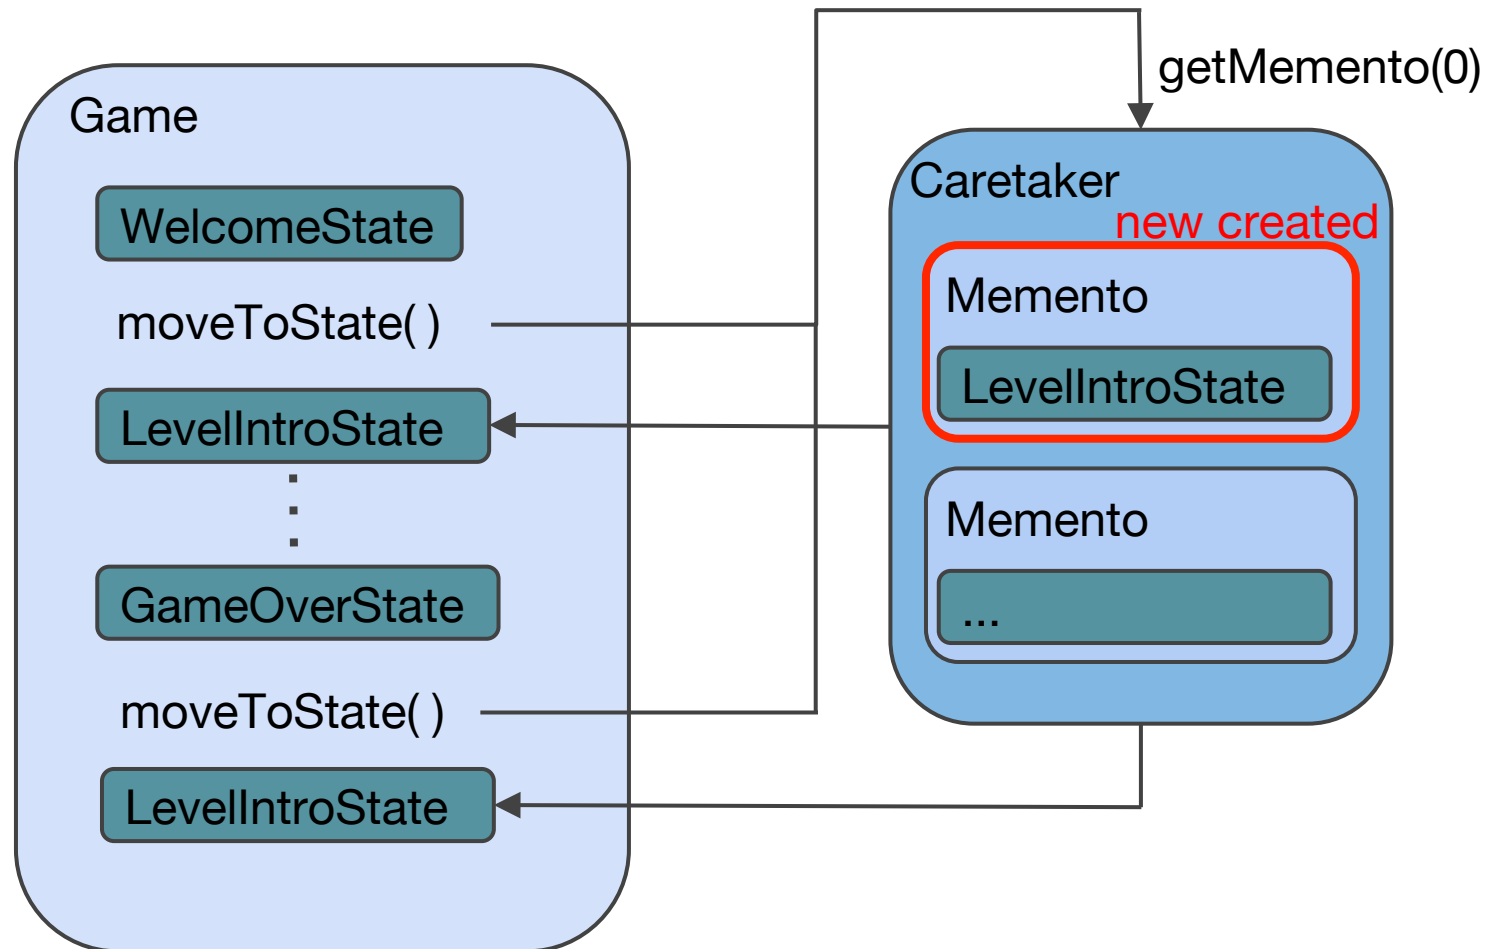 Game
WelcomeState
moveToState( )
LevelIntroState
GameOverState
moveToState( )
LevelIntroState
getMemento(0)
Caretaker
new created
Memento
LevelIntroState
Memento
...